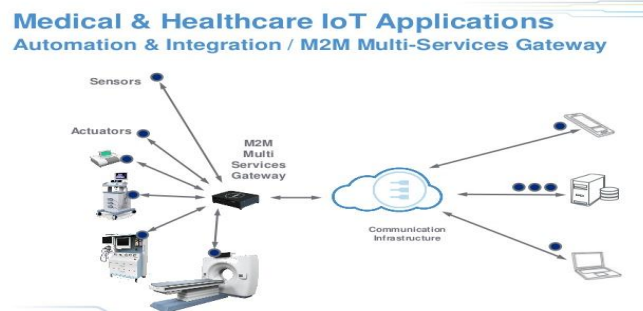 Medical & Healthcare IoT Applications
Automation & Integration / M2M Multi-Services Gateway
Sensors
Actuators
M2M
Multi
Services
Gateway
Communication
Infrastructure